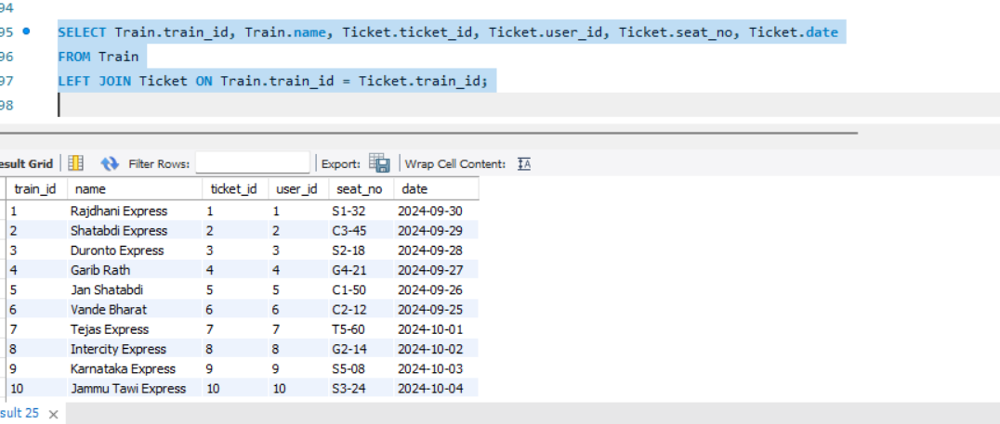 94
95 SELECT Train.train_id, Train.name, Ticket.ticket_id, Ticket.user_id, Ticket.seat_no, Ticket.date
96 FROM Train
97 LEFT JOIN Ticket ON Train.train_id = Ticket.train_id;
98
esult Grid Filter Rows: Export: Wrap Cell Content: IA
train_id name ticket_id user_id seat_no date
1 Rajdhani Express 1 1 S1-32 2024-09-30
2 Shatabdi Express 2 2 C3-45 2024-09-29
3 Duronto Express 3 3 S2-18 2024-09-28
4 Garib Rath 4 4 G4-21 2024-09-27
5 Jan Shatabdi 5 5 C1-50 2024-09-26
6 Vande Bharat 6 6 C2-12 2024-09-25
7 Tejas Express 7 7 T5-60 2024-10-01
8 Intercity Express 8 8 G2-14 2024-10-02
9 Karnataka Express 9 9 S5-08 2024-10-03
10 Jammu Tawi Express 10 10 S3-24 2024-10-04
sult 25